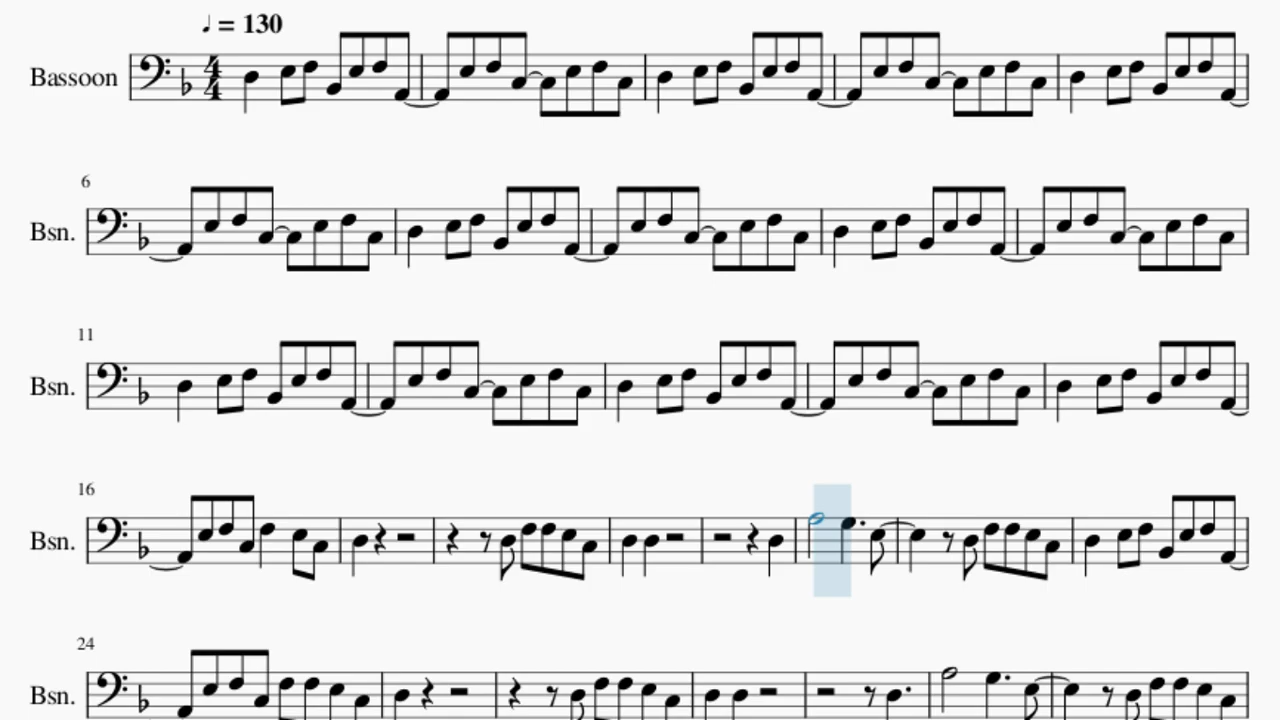 ♩ = 130
Bassoon
4
4
6
Bsn.
11
Bsn.
16
Bsn.
24
Bsn.